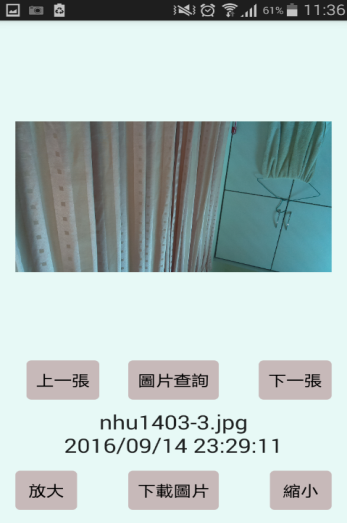 61% 11:36
上一張 圖片查詢 下一張
nhu1403-3.jpg
2016/09/14 23:29:11
放大 下載圖片 縮小